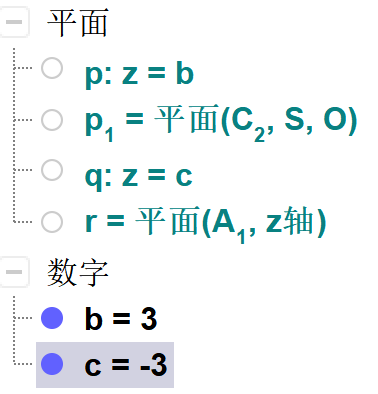 平面
p: z = b
p₁ = 平面(C₂, S, O)
q: z = c
r = 平面(A₁, z轴)
数字
b = 3
c = -3